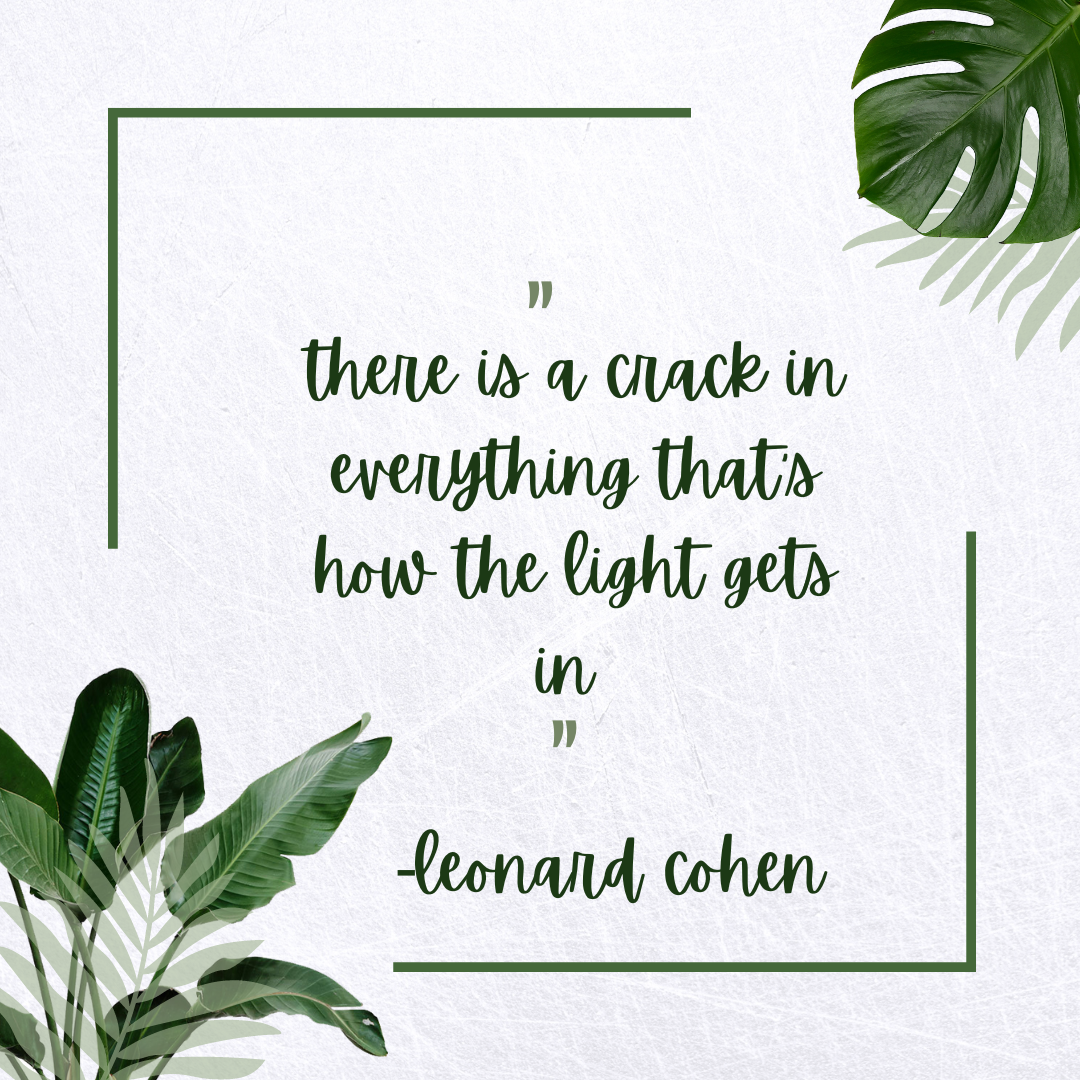 ”
there is a crack in
everything that's
how the light gets
in
”
-leonard cohen